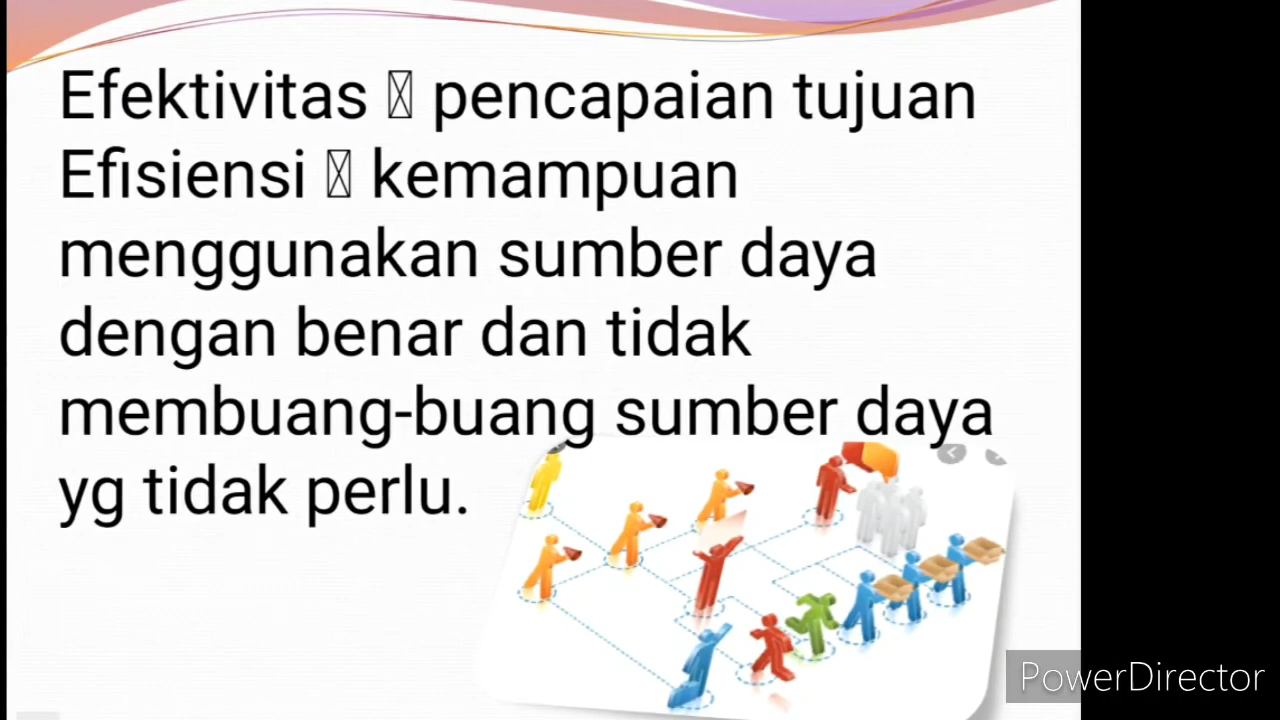 Efektivitas  pencapaian tujuan
Efisiensi  kemampuan
menggunakan sumber daya
dengan benar dan tidak
membuang-buang sumber daya
yg tidak perlu.
PowerDirector